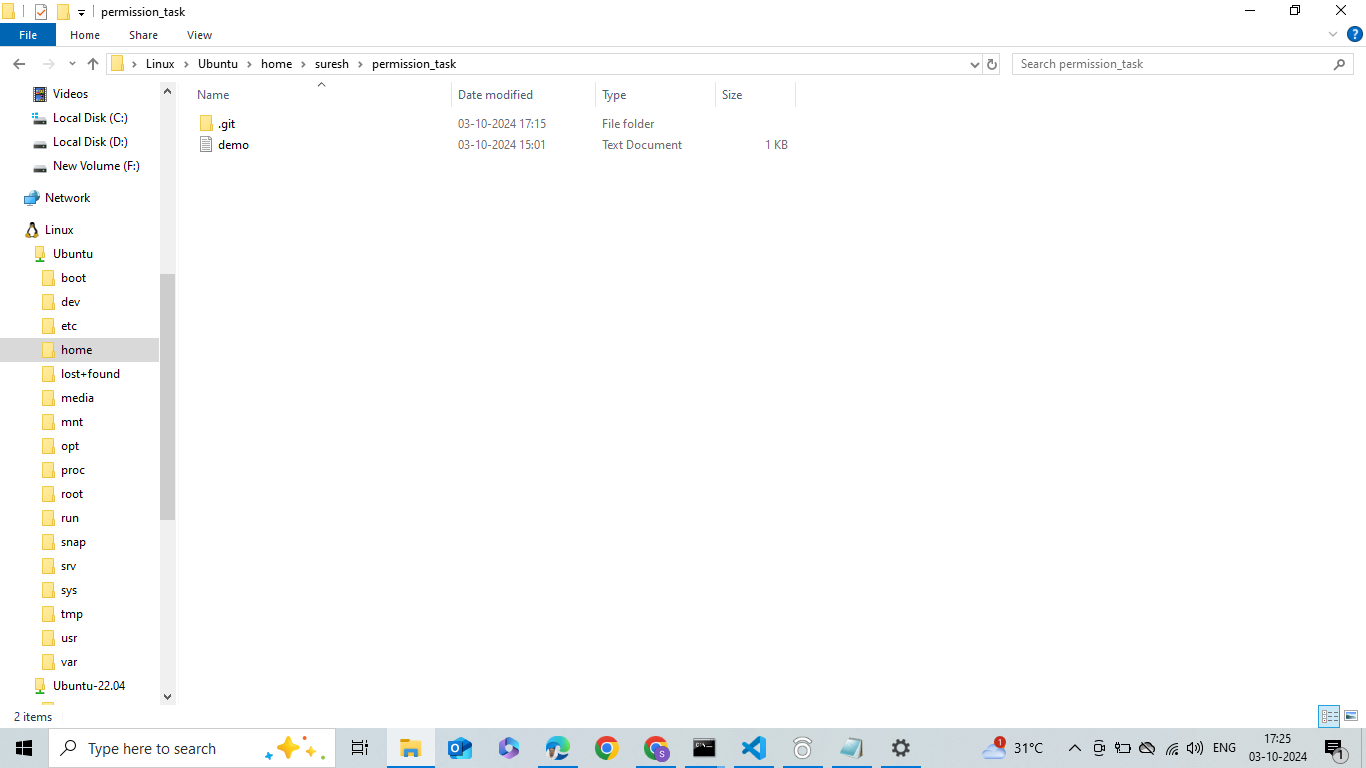 permission_task
File Home Share View
Linux Ubuntu home suresh permission_task
Search permission_task
Name Date modified Type Size
.git 03-10-2024 17:15 File folder
demo 03-10-2024 15:01 Text Document 1 KB
Videos
Local Disk (C:)
Local Disk (D:)
New Volume (F:)
Network
Linux
Ubuntu
boot
dev
etc
home
lost+found
media
mnt
opt
proc
root
run
snap
srv
sys
tmp
usr
var
Ubuntu-22.04
2 items
Type here to search
S
1
31°C
ENG
17:25
03-10-2024
1